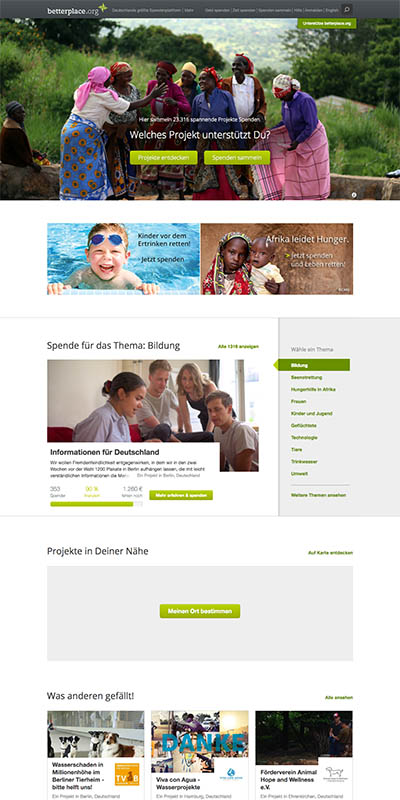 betterplace.org
Deutschlands größte Spendenplattform | Mehr
Geld spenden | Zeit spenden | Spenden sammeln | Hilfe | Anmelden | English
Unterstütze betterplace.org
Hier sammeln 23.316 spannende Projekte Spenden.
Welches Projekt unterstützt Du?
Projekte entdecken
Spenden sammeln
Kinder vor dem
Ertrinken retten!
Jetzt spenden
Afrika leidet Hunger.
Jetzt spenden
und Leben retten!
Spende für das Thema: Bildung
Alle 1316 anzeigen
Informationen für Deutschland
Wir wollen Fremdenfeindlichkeit entgegenwirken, in dem wir in den zwei
Wochen vor der Wahl 1200 Plakate in Berlin aufhängen lassen, die mit leicht
verständlichen Informationen die
Ein Projekt in Berlin, Deutschland
353
Spender
90 %
finanziert
1.260 €
fehlen noch
Mehr erfahren & spenden
Wähle ein Thema
Bildung
Seenotrettung
Hungerhilfe in Afrika
Frauen
Kinder und Jugend
Geflüchtete
Technologie
Tiere
Trinkwasser
Umwelt
Weitere Themen ansehen
Projekte in Deiner Nähe
Auf Karte entdecken
Meinen Ort bestimmen
Was anderen gefällt!
Alle ansehen
Wasserschaden in
Millionenhöhe im
Berliner Tierheim -
bitte helft uns!
Ein Projekt in Berlin, Deutschland
TVB
DANKE
Viva con Agua -
Wasserprojekte
Ein Projekt in Hamburg, Deutschland
Förderverein Animal
Hope and Wellness
e.V.
Ein Projekt in Ehrenkirchen, Deutschland